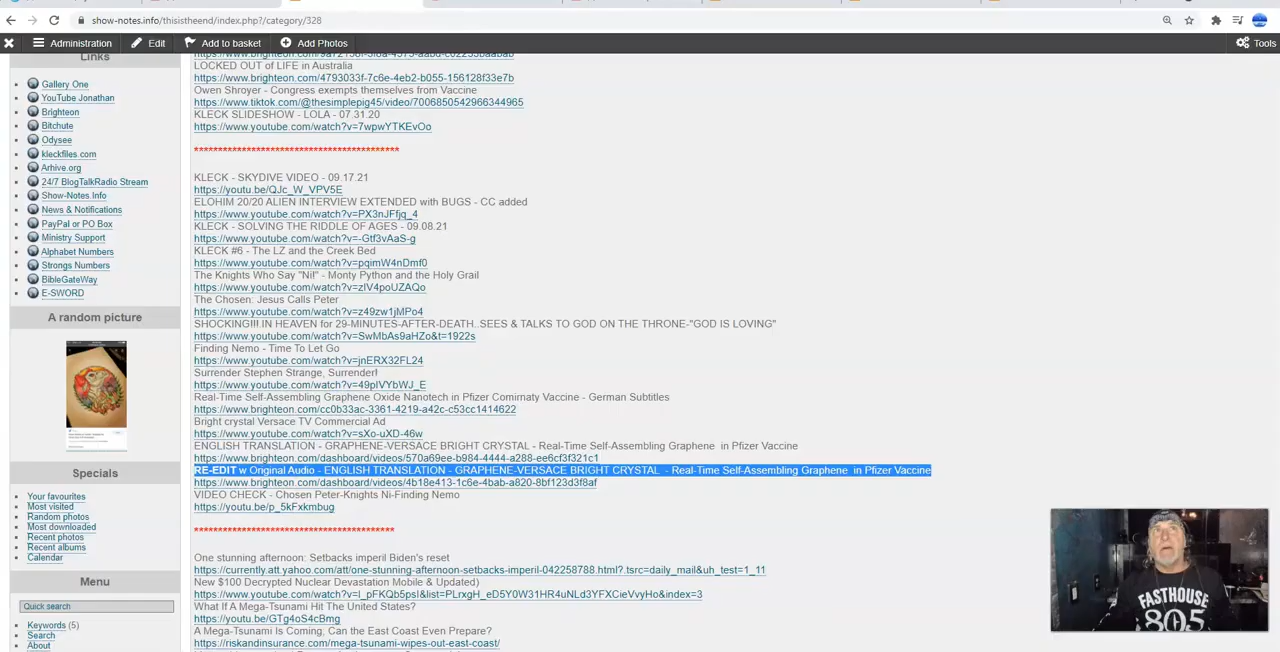 show-notes.info/thisistheend/index.php?/category/328
Administration
Edit
Add to basket
Add Photos
Tools
Links
Gallery One
YouTube Jonathan
Brighteon
Bitchute
Odysee
kleckfiles.com
Arhive.org
24/7 BlogTalkRadio Stream
Show-Notes.Info
News & Notifications
PayPal or PO Box
Ministry Support
Alphabet Numbers
Strongs Numbers
BibleGateWay
E-SWORD
A random picture
Specials
Your favourites
Most visited
Random photos
Most downloaded
Recent photos
Recent albums
Calendar
Menu
Quick search
Keywords (5)
Search
About
LOCKED OUT of LIFE in Australia
https://www.brighteon.com/4793033f-7c6e-4eb2-b055-156128f33e7b
Owen Shroyer - Congress exempts themselves from Vaccine
https://www.tiktok.com/@thesimplepig45/video/7006850542966344965
KLECK SLIDESHOW - LOLA - 07.31.20
https://www.youtube.com/watch?v=7wpwYTKEvOo
******************************************
KLECK - SKYDIVE VIDEO - 09.17.21
https://youtu.be/QJc_W_VPV5E
ELOHIM 20/20 ALIEN INTERVIEW EXTENDED with BUGS - CC added
https://www.youtube.com/watch?v=PX3nJFfjq_4
KLECK - SOLVING THE RIDDLE OF AGES - 09.08.21
https://www.youtube.com/watch?v=-Gtf3vAaS-g
KLECK #6 - The LZ and the Creek Bed
https://www.youtube.com/watch?v=pqimW4nDmf0
The Knights Who Say "Ni!" - Monty Python and the Holy Grail
https://www.youtube.com/watch?v=zIV4poUZAQo
The Chosen: Jesus Calls Peter
https://www.youtube.com/watch?v=z49zw1jMPo4
SHOCKING!!! IN HEAVEN for 29-MINUTES-AFTER-DEATH..SEES & TALKS TO GOD ON THE THRONE-"GOD IS LOVING"
https://www.youtube.com/watch?v=SwMbAs9aHZo&t=1922s
Finding Nemo - Time To Let Go
https://www.youtube.com/watch?v=jnERX32FL24
Surrender Stephen Strange, Surrender!
https://www.youtube.com/watch?v=49pIVYbWJ_E
Real-Time Self-Assembling Graphene Oxide Nanotech in Pfizer Comirnaty Vaccine - German Subtitles
https://www.brighteon.com/cc0b33ac-3361-4219-a42c-c53cc1414622
Bright crystal Versace TV Commercial Ad
https://www.youtube.com/watch?v=sXo-uXD-46w
ENGLISH TRANSLATION - GRAPHENE-VERSACE BRIGHT CRYSTAL - Real-Time Self-Assembling Graphene in Pfizer Vaccine
https://www.brighteon.com/dashboard/videos/570a69ee-b984-4444-a288-ee6cf3f321c1
RE-EDIT w Original Audio - ENGLISH TRANSLATION - GRAPHENE-VERSACE BRIGHT CRYSTAL - Real-Time Self-Assembling Graphene in Pfizer Vaccine
https://www.brighteon.com/dashboard/videos/4b18e413-1c6e-4bab-a820-8bf123d3f8af
VIDEO CHECK - Chosen Peter-Knights Ni-Finding Nemo
https://youtu.be/p_5kFxkmbug
*****************************************
One stunning afternoon: Setbacks imperil Biden's reset
https://currently.att.yahoo.com/att/one-stunning-afternoon-setbacks-imperil-042258788.html?.tsrc=daily_mail&uh_test=1_11
New $100 Decrypted Nuclear Devastation Mobile & Updated)
https://www.youtube.com/watch?v=l_pFKQb5psI&list=PLrxgH_eD5Y0W31HR4uNLd3YFXCieVvyHo&index=3
What If A Mega-Tsunami Hit The United States?
https://youtu.be/GTg4oS4cBmg
A Mega-Tsunami Is Coming; Can the East Coast Even Prepare?
https://riskandinsurance.com/mega-tsunami-wipes-out-east-coast/
FASTHOUSE
805